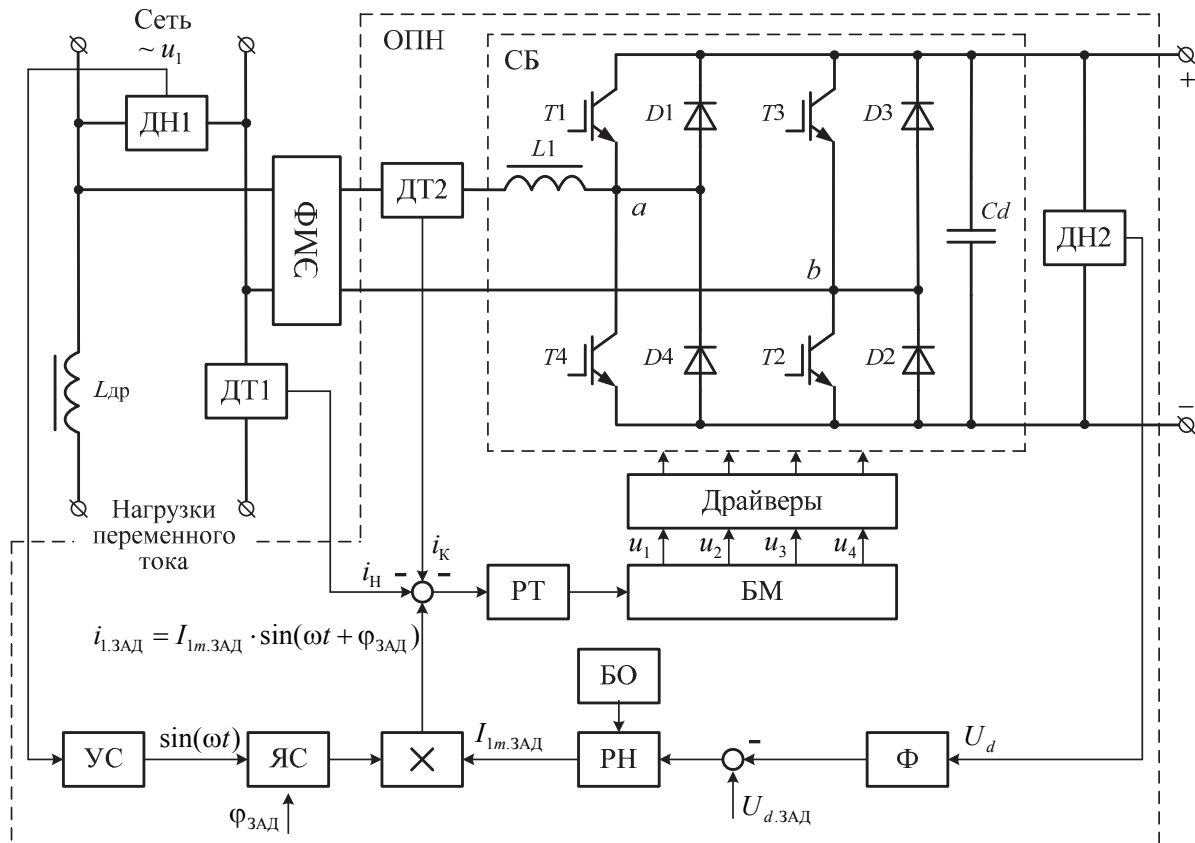 Сеть
~ u₁
ОПН
СБ
ДН1
T1
D1
T3
D3
+
L1
ДТ2
a
Cd
ДН2
ЭМФ
b
T4
D4
T2
D2
Lдр
ДТ1
–
Нагрузки
переменного
тока
Драйверы
u₁
u₂
u₃
u₄
iК
iН
-
-
РТ
БМ
i1.ЗАД = I1m.ЗАД · sin(ωt + φЗАД)
БО
sin(ωt)
I1m.ЗАД
-
Ud
УС
ЯС
×
РН
Ф
φЗАД
Ud.ЗАД